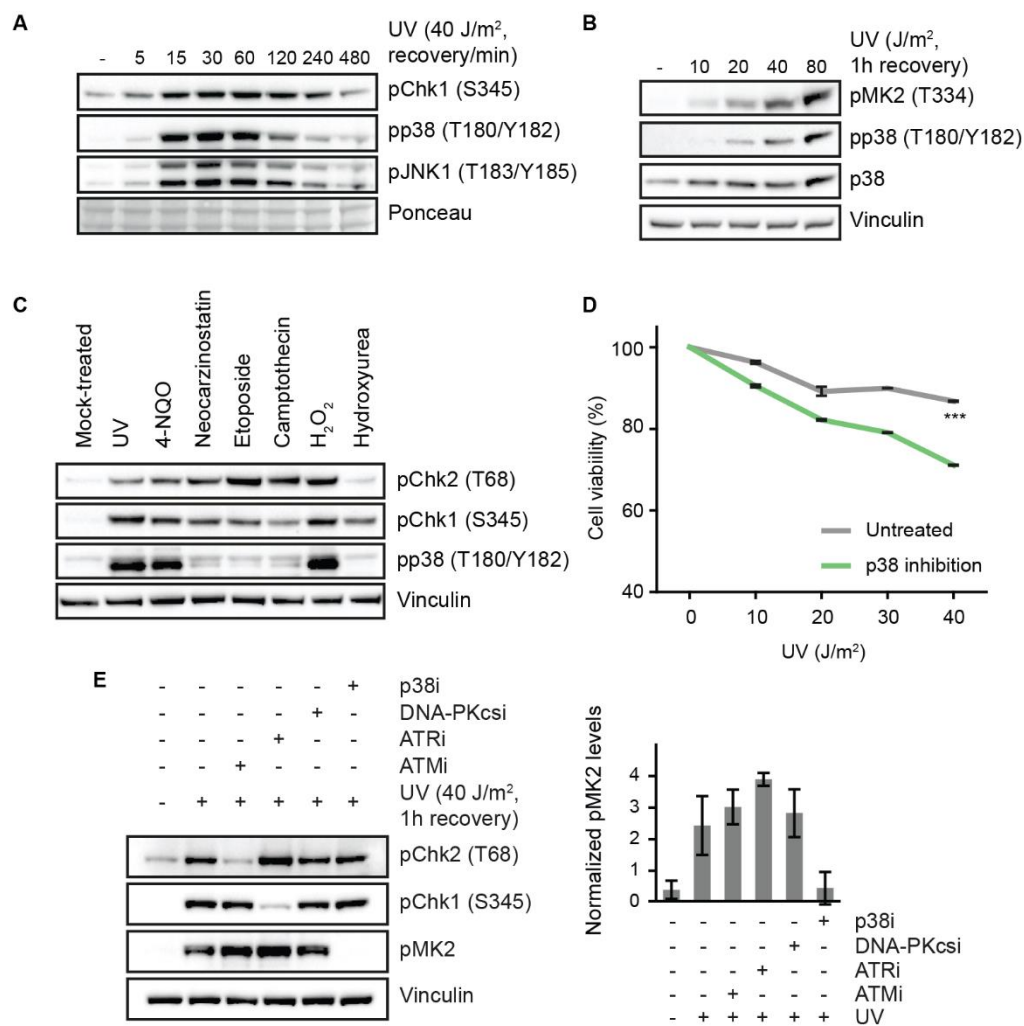 A
UV (40 J/m²,
recovery/min)
- 5 15 30 60 120 240 480
pChk1 (S345)
pp38 (T180/Y182)
pJNK1 (T183/Y185)
Ponceau
B
UV (J/m²,
1h recovery)
- 10 20 40 80
pMK2 (T334)
pp38 (T180/Y182)
p38
Vinculin
C
Mock-treated
UV
4-NQO
Neocarzinostatin
Etoposide
Camptothecin
H₂O₂
Hydroxyurea
pChk2 (T68)
pChk1 (S345)
pp38 (T180/Y182)
Vinculin
D
Cell viabiility (%)
100
80
60
40
***
Untreated
p38 inhibition
0 10 20 30 40
UV (J/m²)
E
- - - - - + p38i
- - - - + - DNA-PKcsi
- - - + - - ATRi
- - + - - - ATMi
- + + + + + UV (40 J/m²,
1h recovery)
pChk2 (T68)
pChk1 (S345)
pMK2
Vinculin
Normalized pMK2 levels
4
3
2
1
0
- - - - - + p38i
- - - - + - DNA-PKcsi
- - - + - - ATRi
- - + - - - ATMi
- + + + + + UV